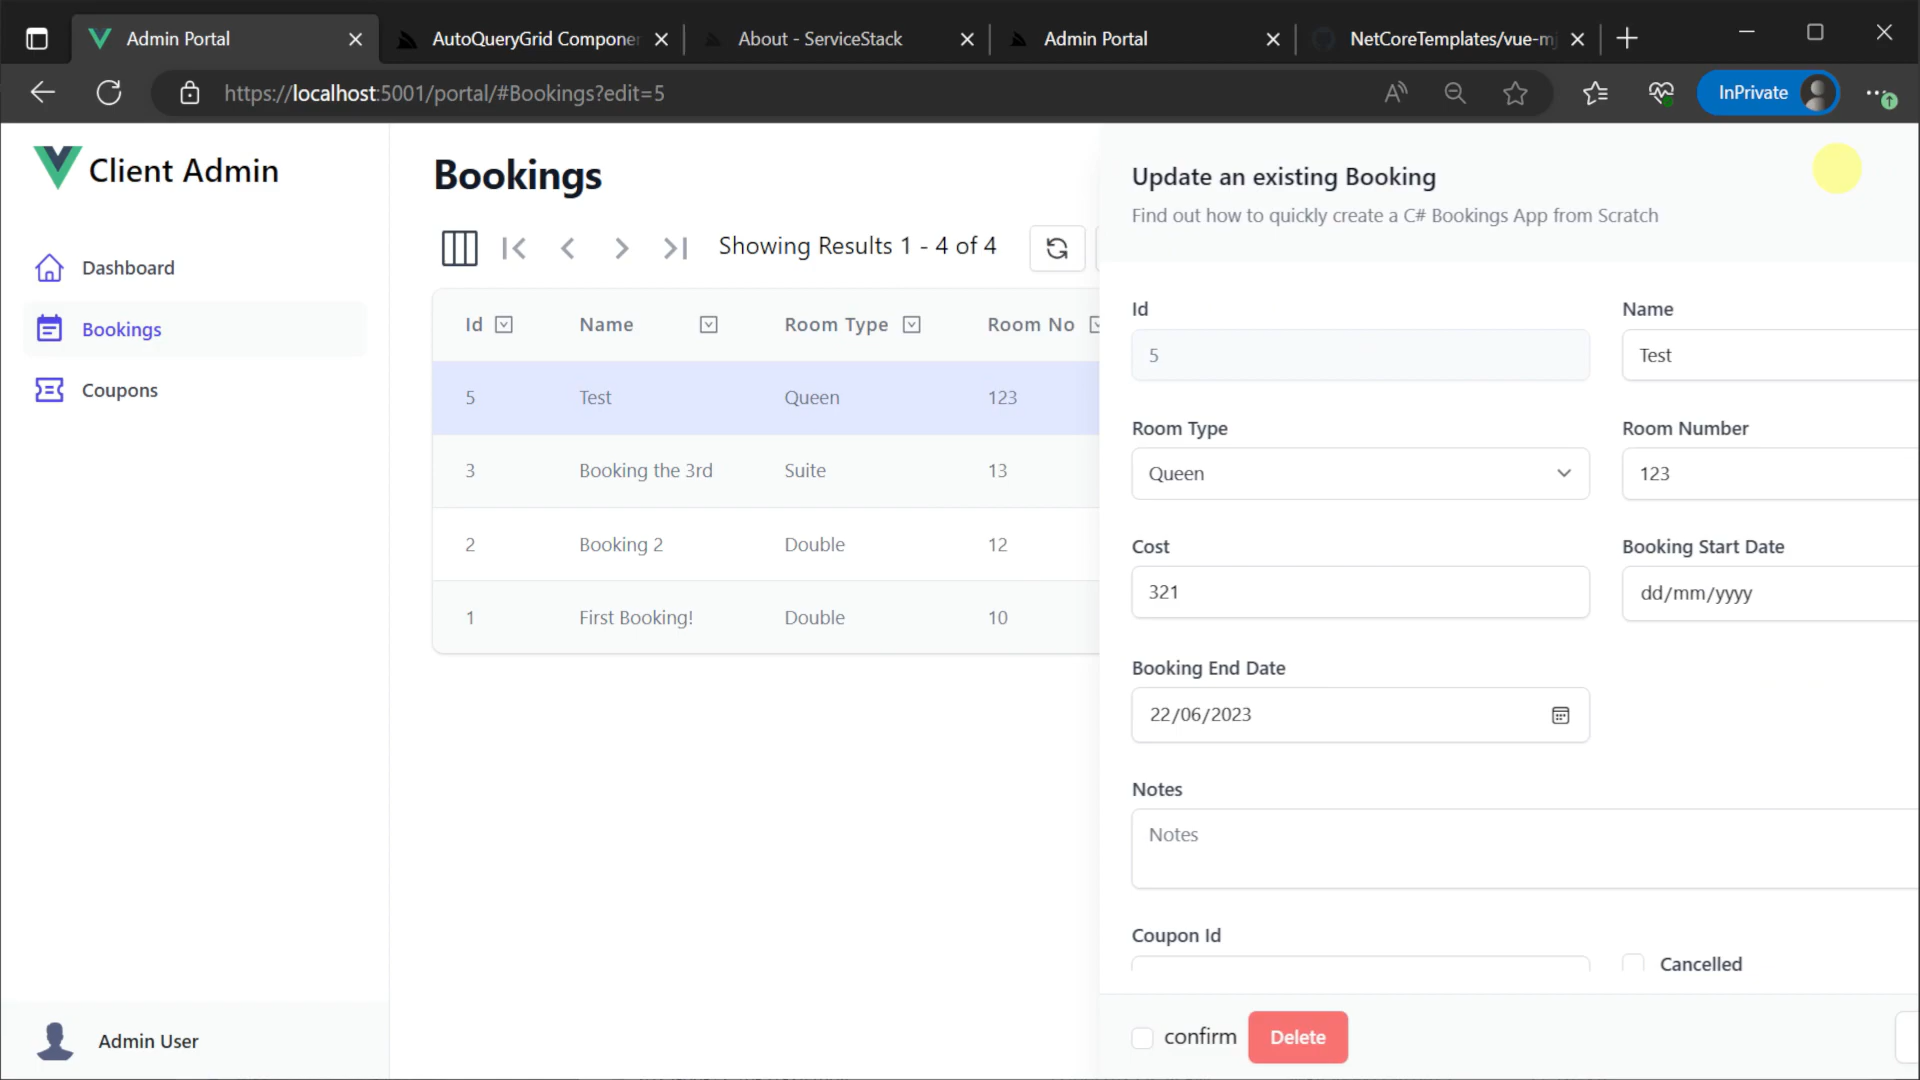 Admin Portal
AutoQueryGrid Compone
About - ServiceStack
Admin Portal
NetCoreTemplates/vue-m
https://localhost:5001/portal/#Bookings?edit=5
InPrivate
Client Admin
Dashboard
Bookings
Coupons
Admin User
Bookings
Showing Results 1 - 4 of 4
Id Name Room Type Room No
5 Test Queen 123
3 Booking the 3rd Suite 13
2 Booking 2 Double 12
1 First Booking! Double 10
Update an existing Booking
Find out how to quickly create a C# Bookings App from Scratch
Id Name
5 Test
Room Type Room Number
Queen 123
Cost Booking Start Date
321 dd/mm/yyyy
Booking End Date
22/06/2023
Notes
Notes
Coupon Id
Cancelled
confirm Delete